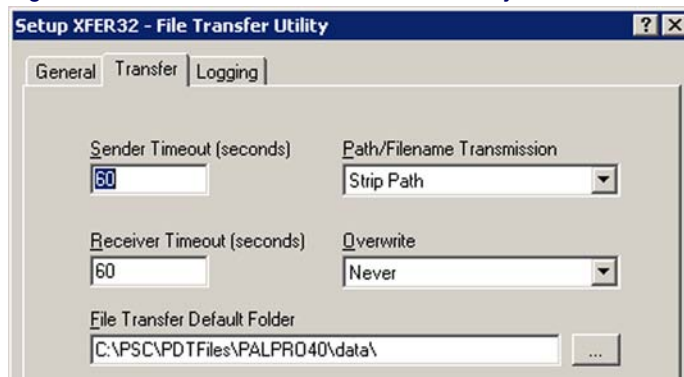 Setup XFER32 - File Transfer Utility ? ×
General Transfer Logging
Sender Timeout (seconds) Path/Filename Transmission
60 Strip Path
Receiver Timeout (seconds) Overwrite
60 Never
File Transfer Default Folder
C:\PSC\PDTFiles\PALPRO40\data\ ...